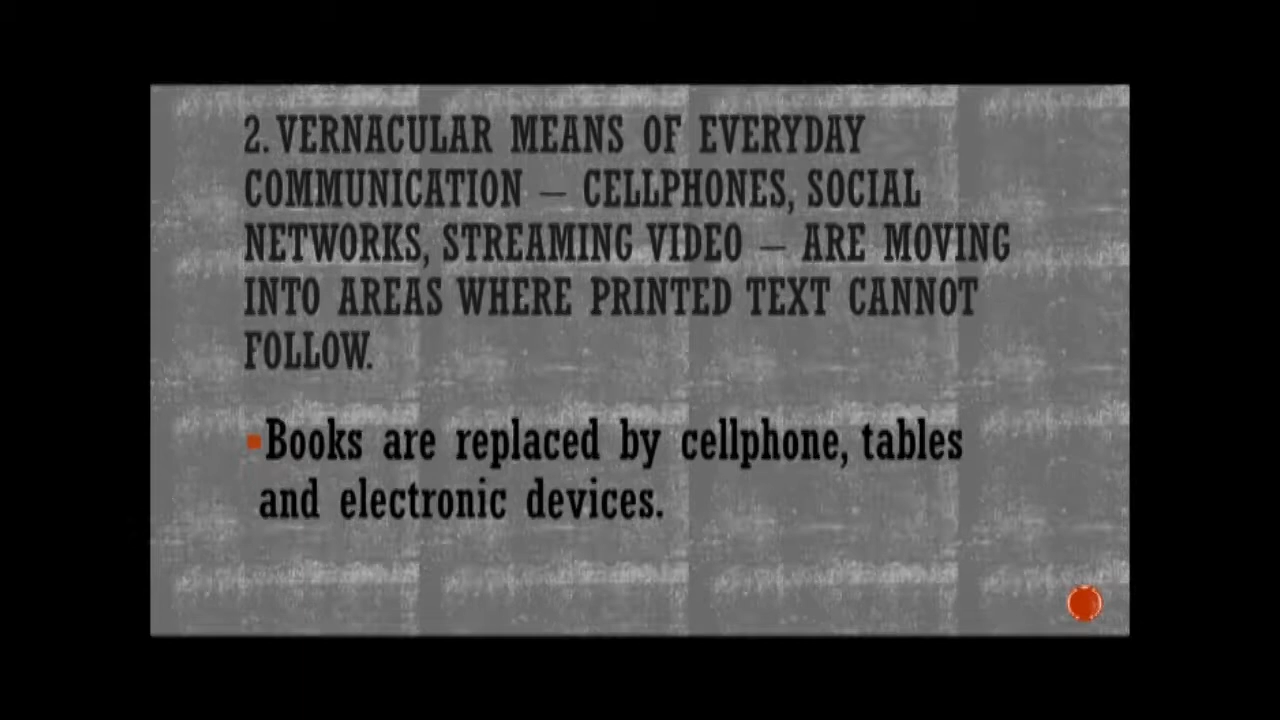 2. VERNACULAR MEANS OF EVERYDAY
COMMUNICATION – CELLPHONES, SOCIAL
NETWORKS, STREAMING VIDEO – ARE MOVING
INTO AREAS WHERE PRINTED TEXT CANNOT
FOLLOW.
Books are replaced by cellphone, tables
and electronic devices.